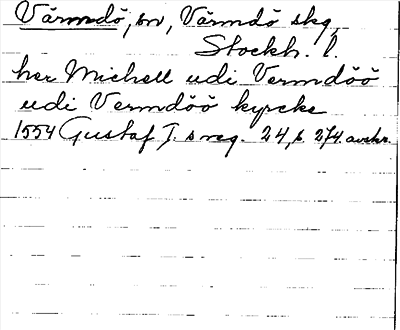 Värmdö, sn, Värmdö skg,
Stockh. l.
her Michell udi Vermdöö
udi Vermdöö kyrcke
1554 Gustaf I. s reg. 24, s. 274. avskr.